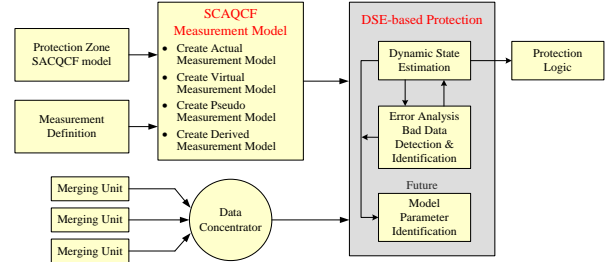 Protection Zone
SACQCF model
Measurement
Definition
SCAQCF
Measurement Model
• Create Actual
Measurement Model
• Create Virtual
Measurement Model
• Create Pseudo
Measurement Model
• Create Derived
Measurement Model
Merging Unit
Merging Unit
Merging Unit
Data
Concentrator
DSE-based Protection
Dynamic State
Estimation
Error Analysis
Bad Data
Detection &
Identification
Future
Model
Parameter
Identification
Protection
Logic